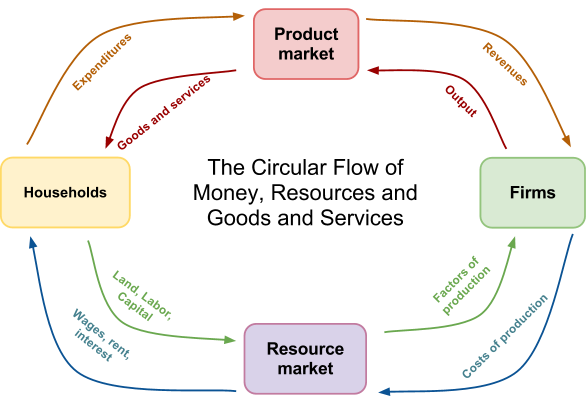 Product
market
Expenditures
Revenues
Goods and services
Output
Households
The Circular Flow of
Money, Resources and
Goods and Services
Firms
Land, Labor,
Capital
Factors of
production
Wages, rent,
interest
Resource
market
Costs of production